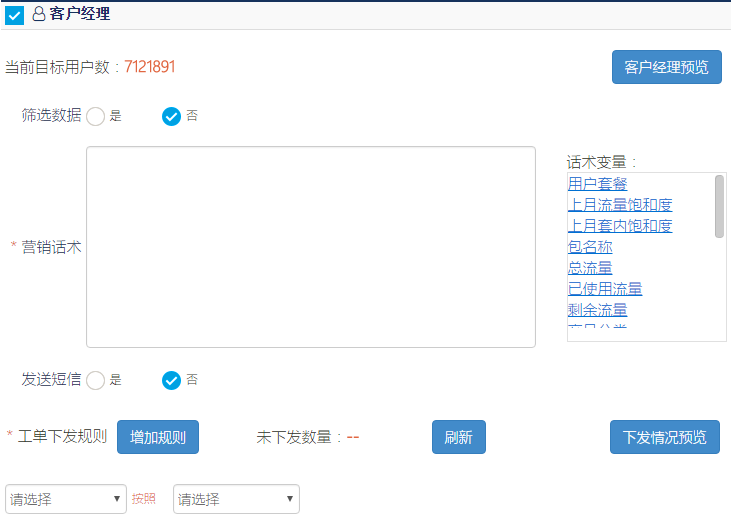 客户经理
当前目标用户数：7121891
客户经理预览
筛选数据 是 否
话术变量：
用户套餐
上月流量饱和度
上月套内饱和度
包名称
* 营销话术
总流量
已使用流量
剩余流量
发送短信 是 否
* 工单下发规则 增加规则 未下发数量：-- 刷新 下发情况预览
请选择 按照 请选择